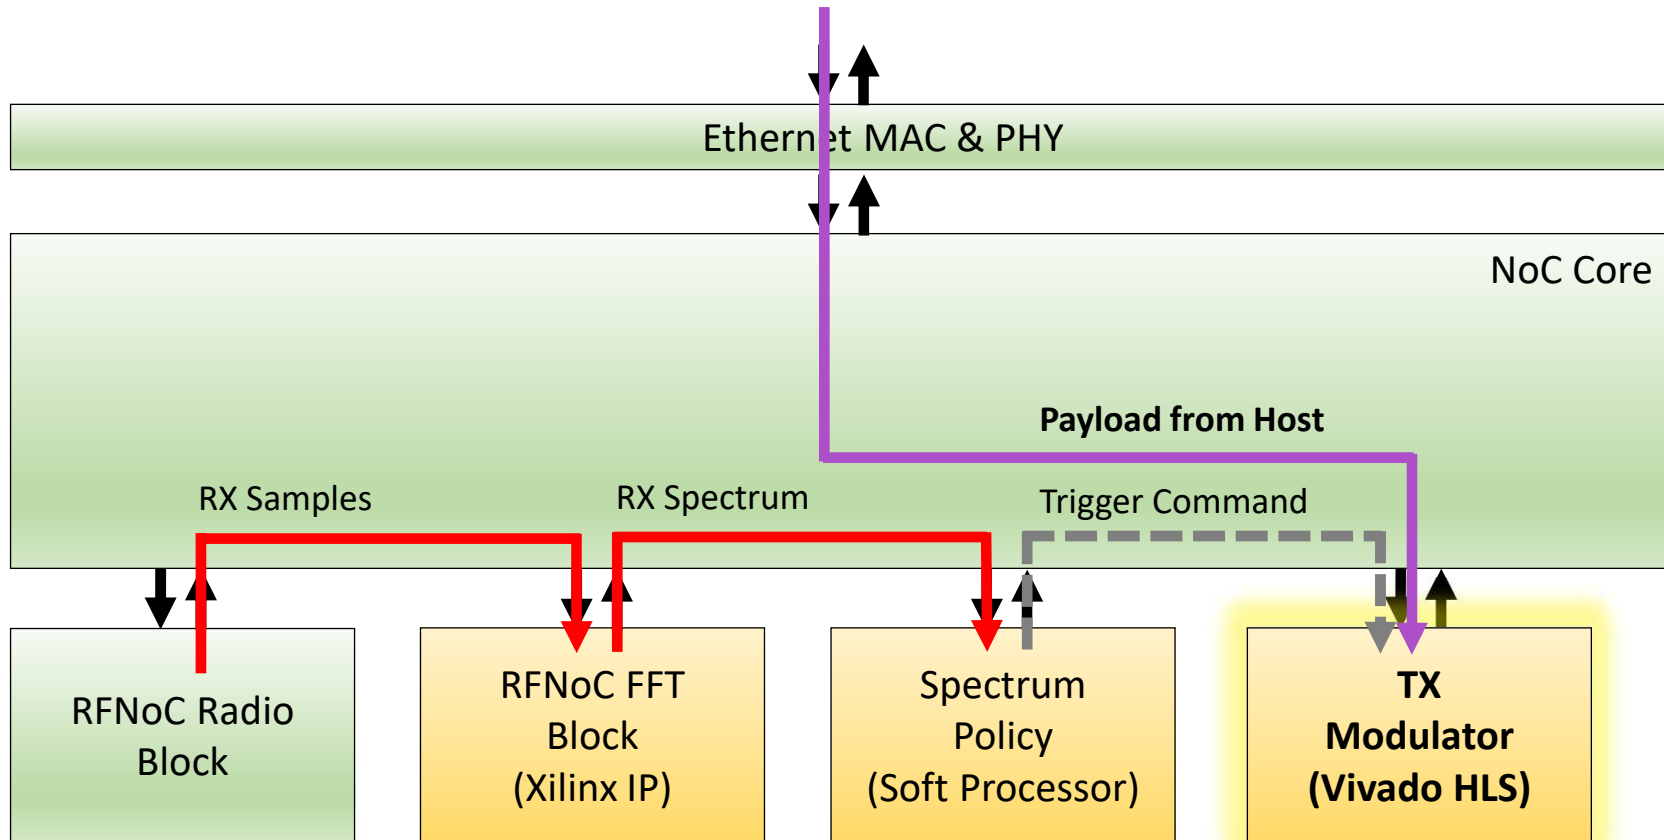 Ethernet MAC & PHY
NoC Core
Payload from Host
RX Samples
RX Spectrum
Trigger Command
RFNoC Radio
Block
RFNoC FFT
Block
(Xilinx IP)
Spectrum
Policy
(Soft Processor)
TX
Modulator
(Vivado HLS)